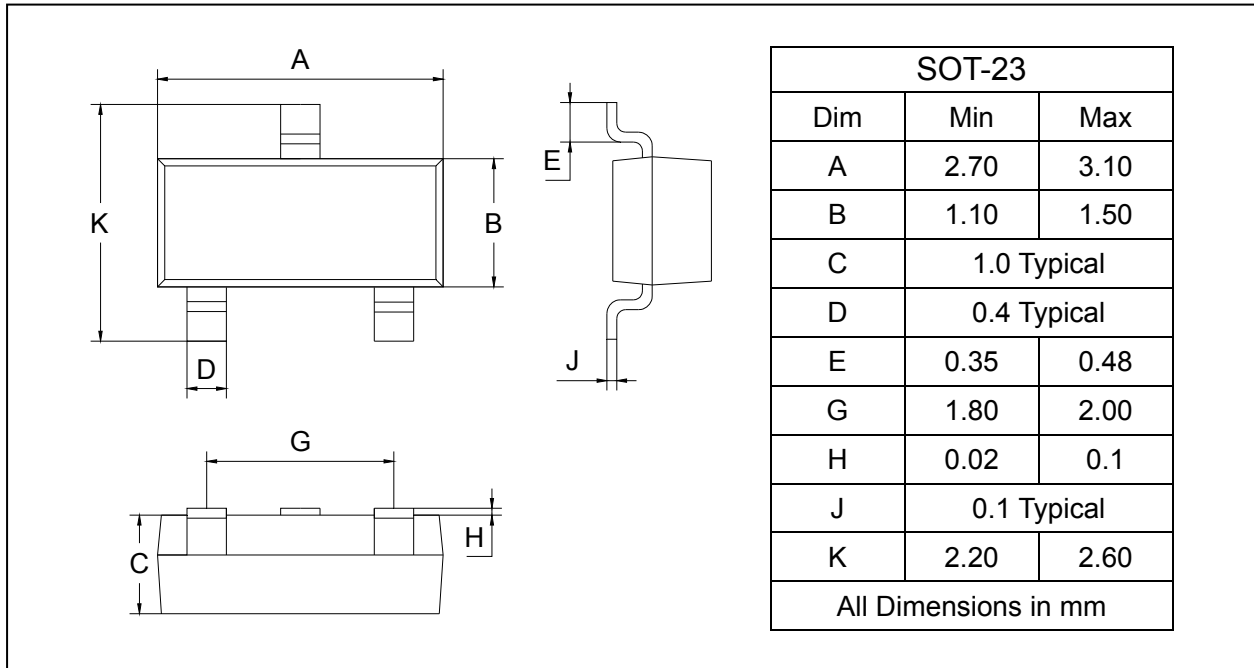 A
K
B
D
E
J
G
H
C
SOT-23
Dim Min Max
A 2.70 3.10
B 1.10 1.50
C 1.0 Typical
D 0.4 Typical
E 0.35 0.48
G 1.80 2.00
H 0.02 0.1
J 0.1 Typical
K 2.20 2.60
All Dimensions in mm